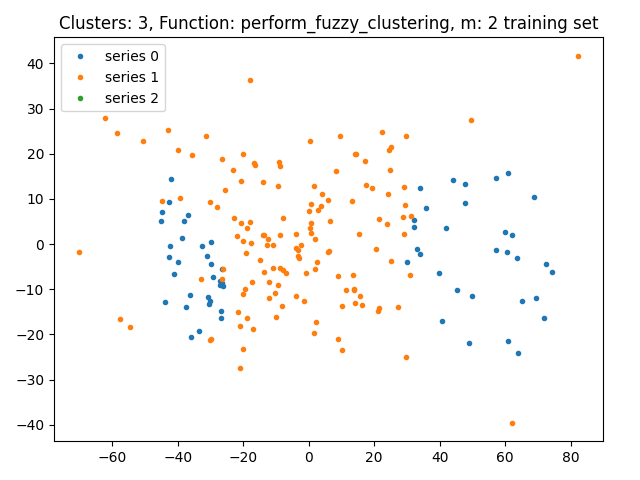 Clusters: 3, Function: perform_fuzzy_clustering, m: 2 training set
series 0
series 1
series 2
40
30
20
10
0
−10
−20
−30
−40
−60 −40 −20 0 20 40 60 80